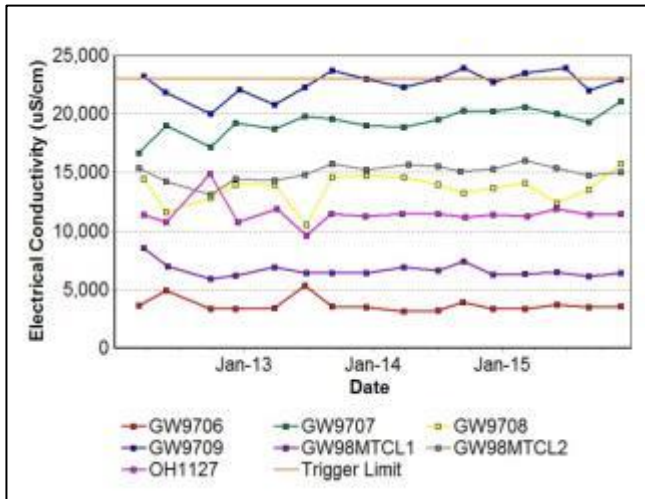 25,000
20,000
15,000
10,000
5,000
0
Electrical Conductivity (uS/cm)
Jan-13 Jan-14 Jan-15
Date
GW9706 GW9707 GW9708
GW9709 GW98MTCL1 GW98MTCL2
OH1127 Trigger Limit